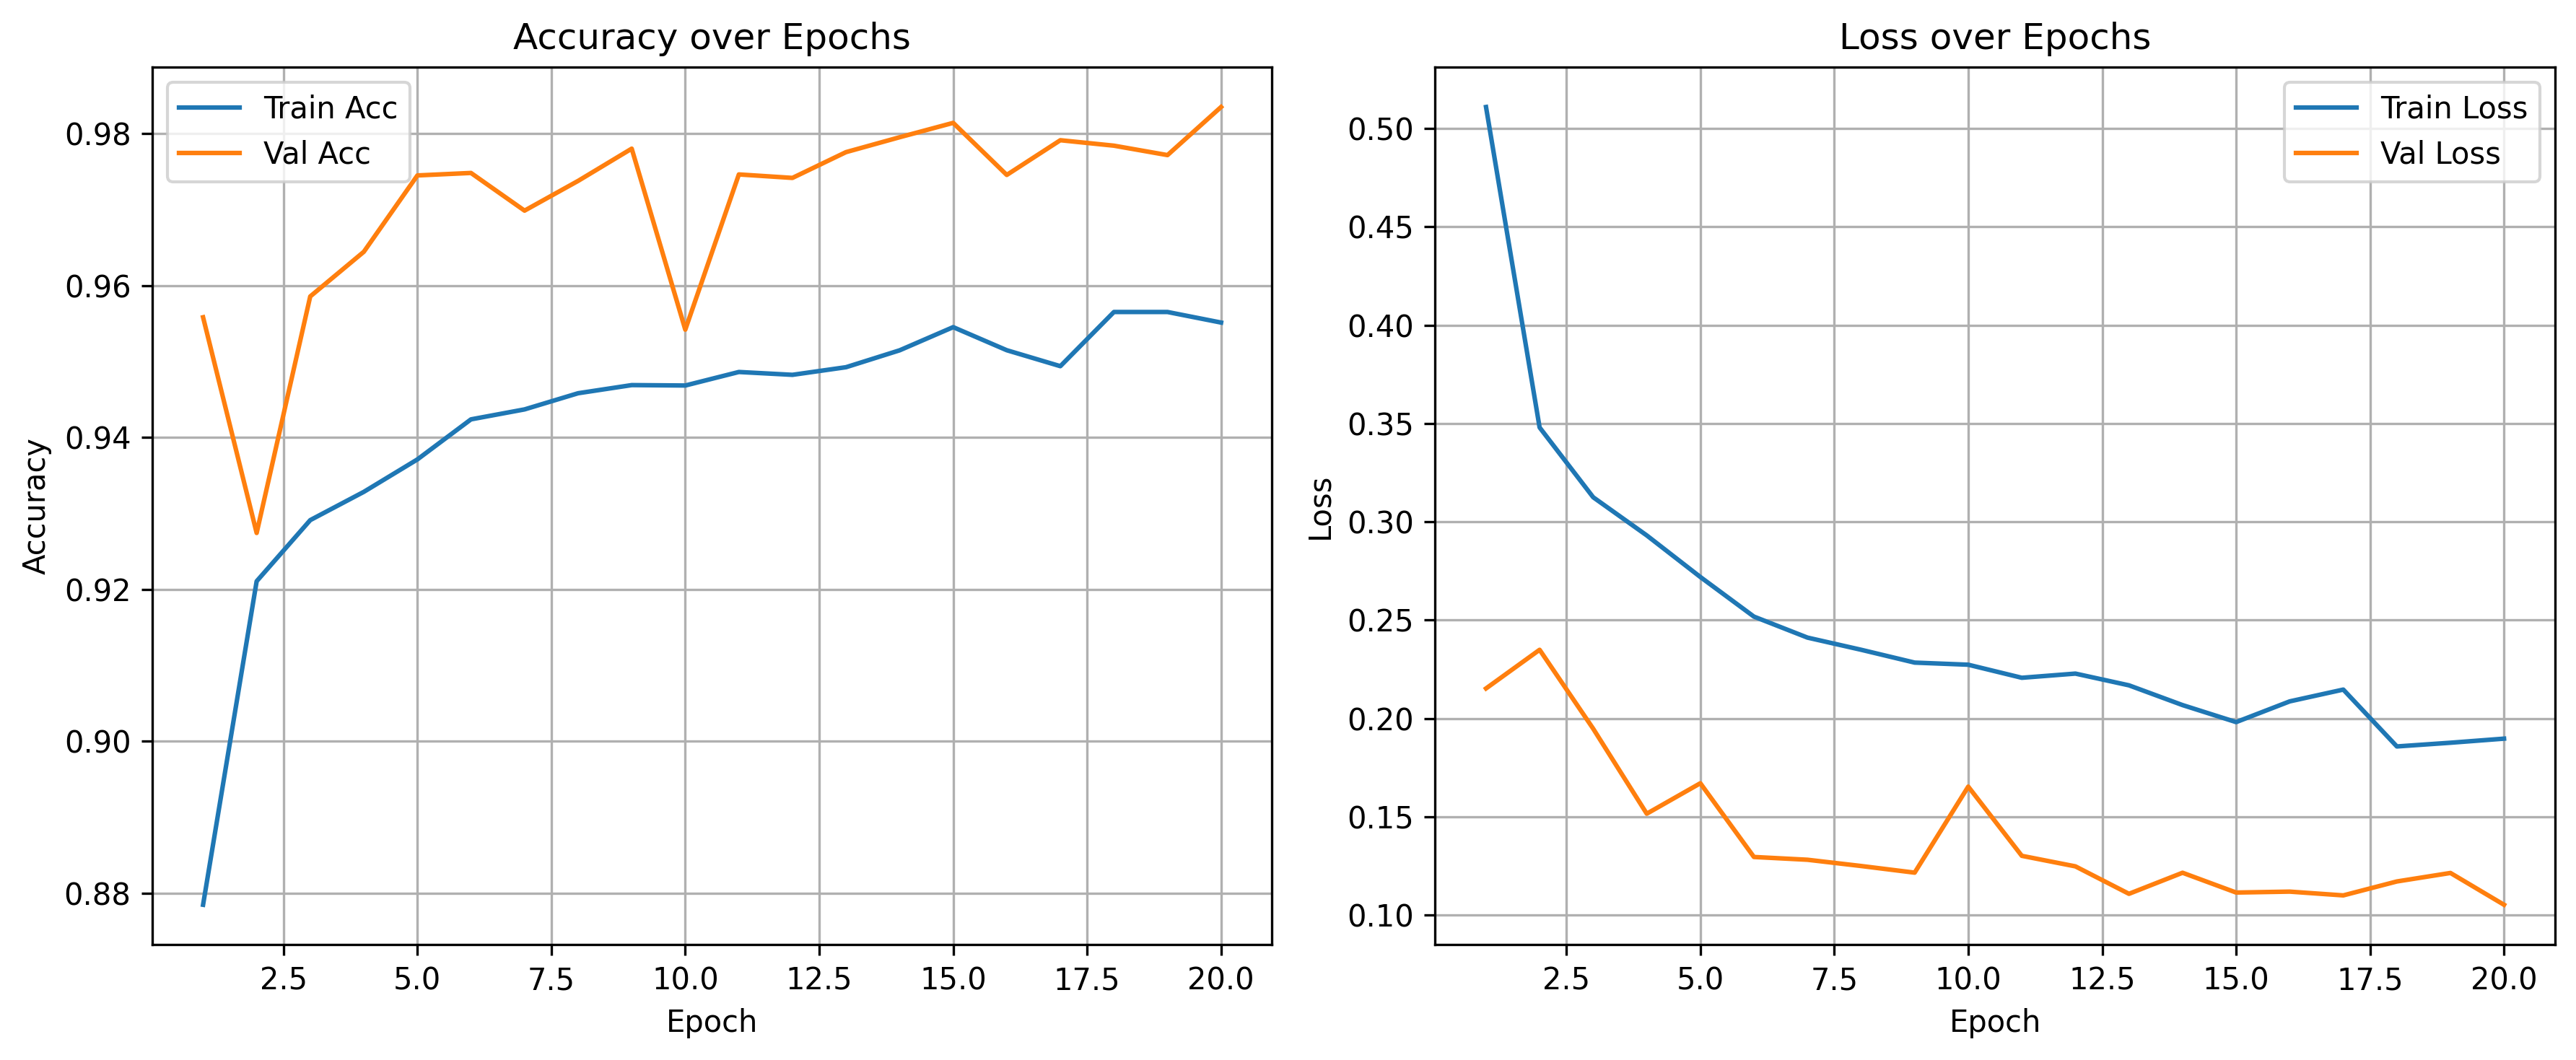 Accuracy over Epochs
Train Acc
Val Acc
0.98
0.96
0.94
0.92
0.90
0.88
Accuracy
2.5 5.0 7.5 10.0 12.5 15.0 17.5 20.0
Epoch
Loss over Epochs
Train Loss
Val Loss
0.50
0.45
0.40
0.35
0.30
0.25
0.20
0.15
0.10
Loss
2.5 5.0 7.5 10.0 12.5 15.0 17.5 20.0
Epoch